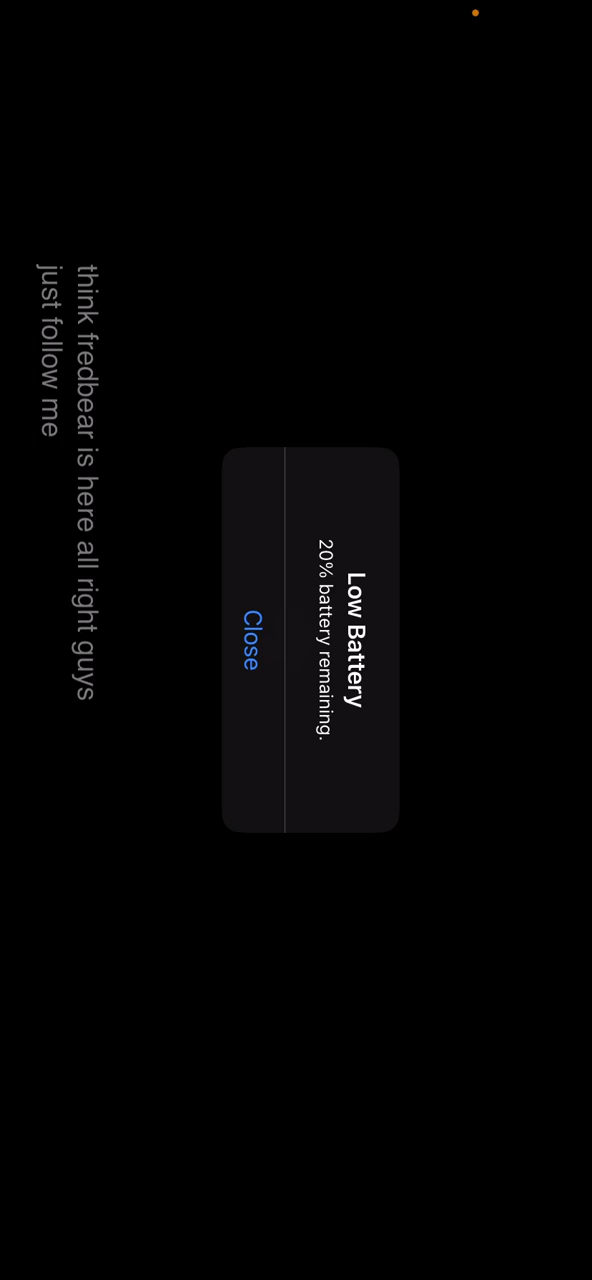 Low Battery
20% battery remaining.
Close
think fredbear is here all right guys
just follow me